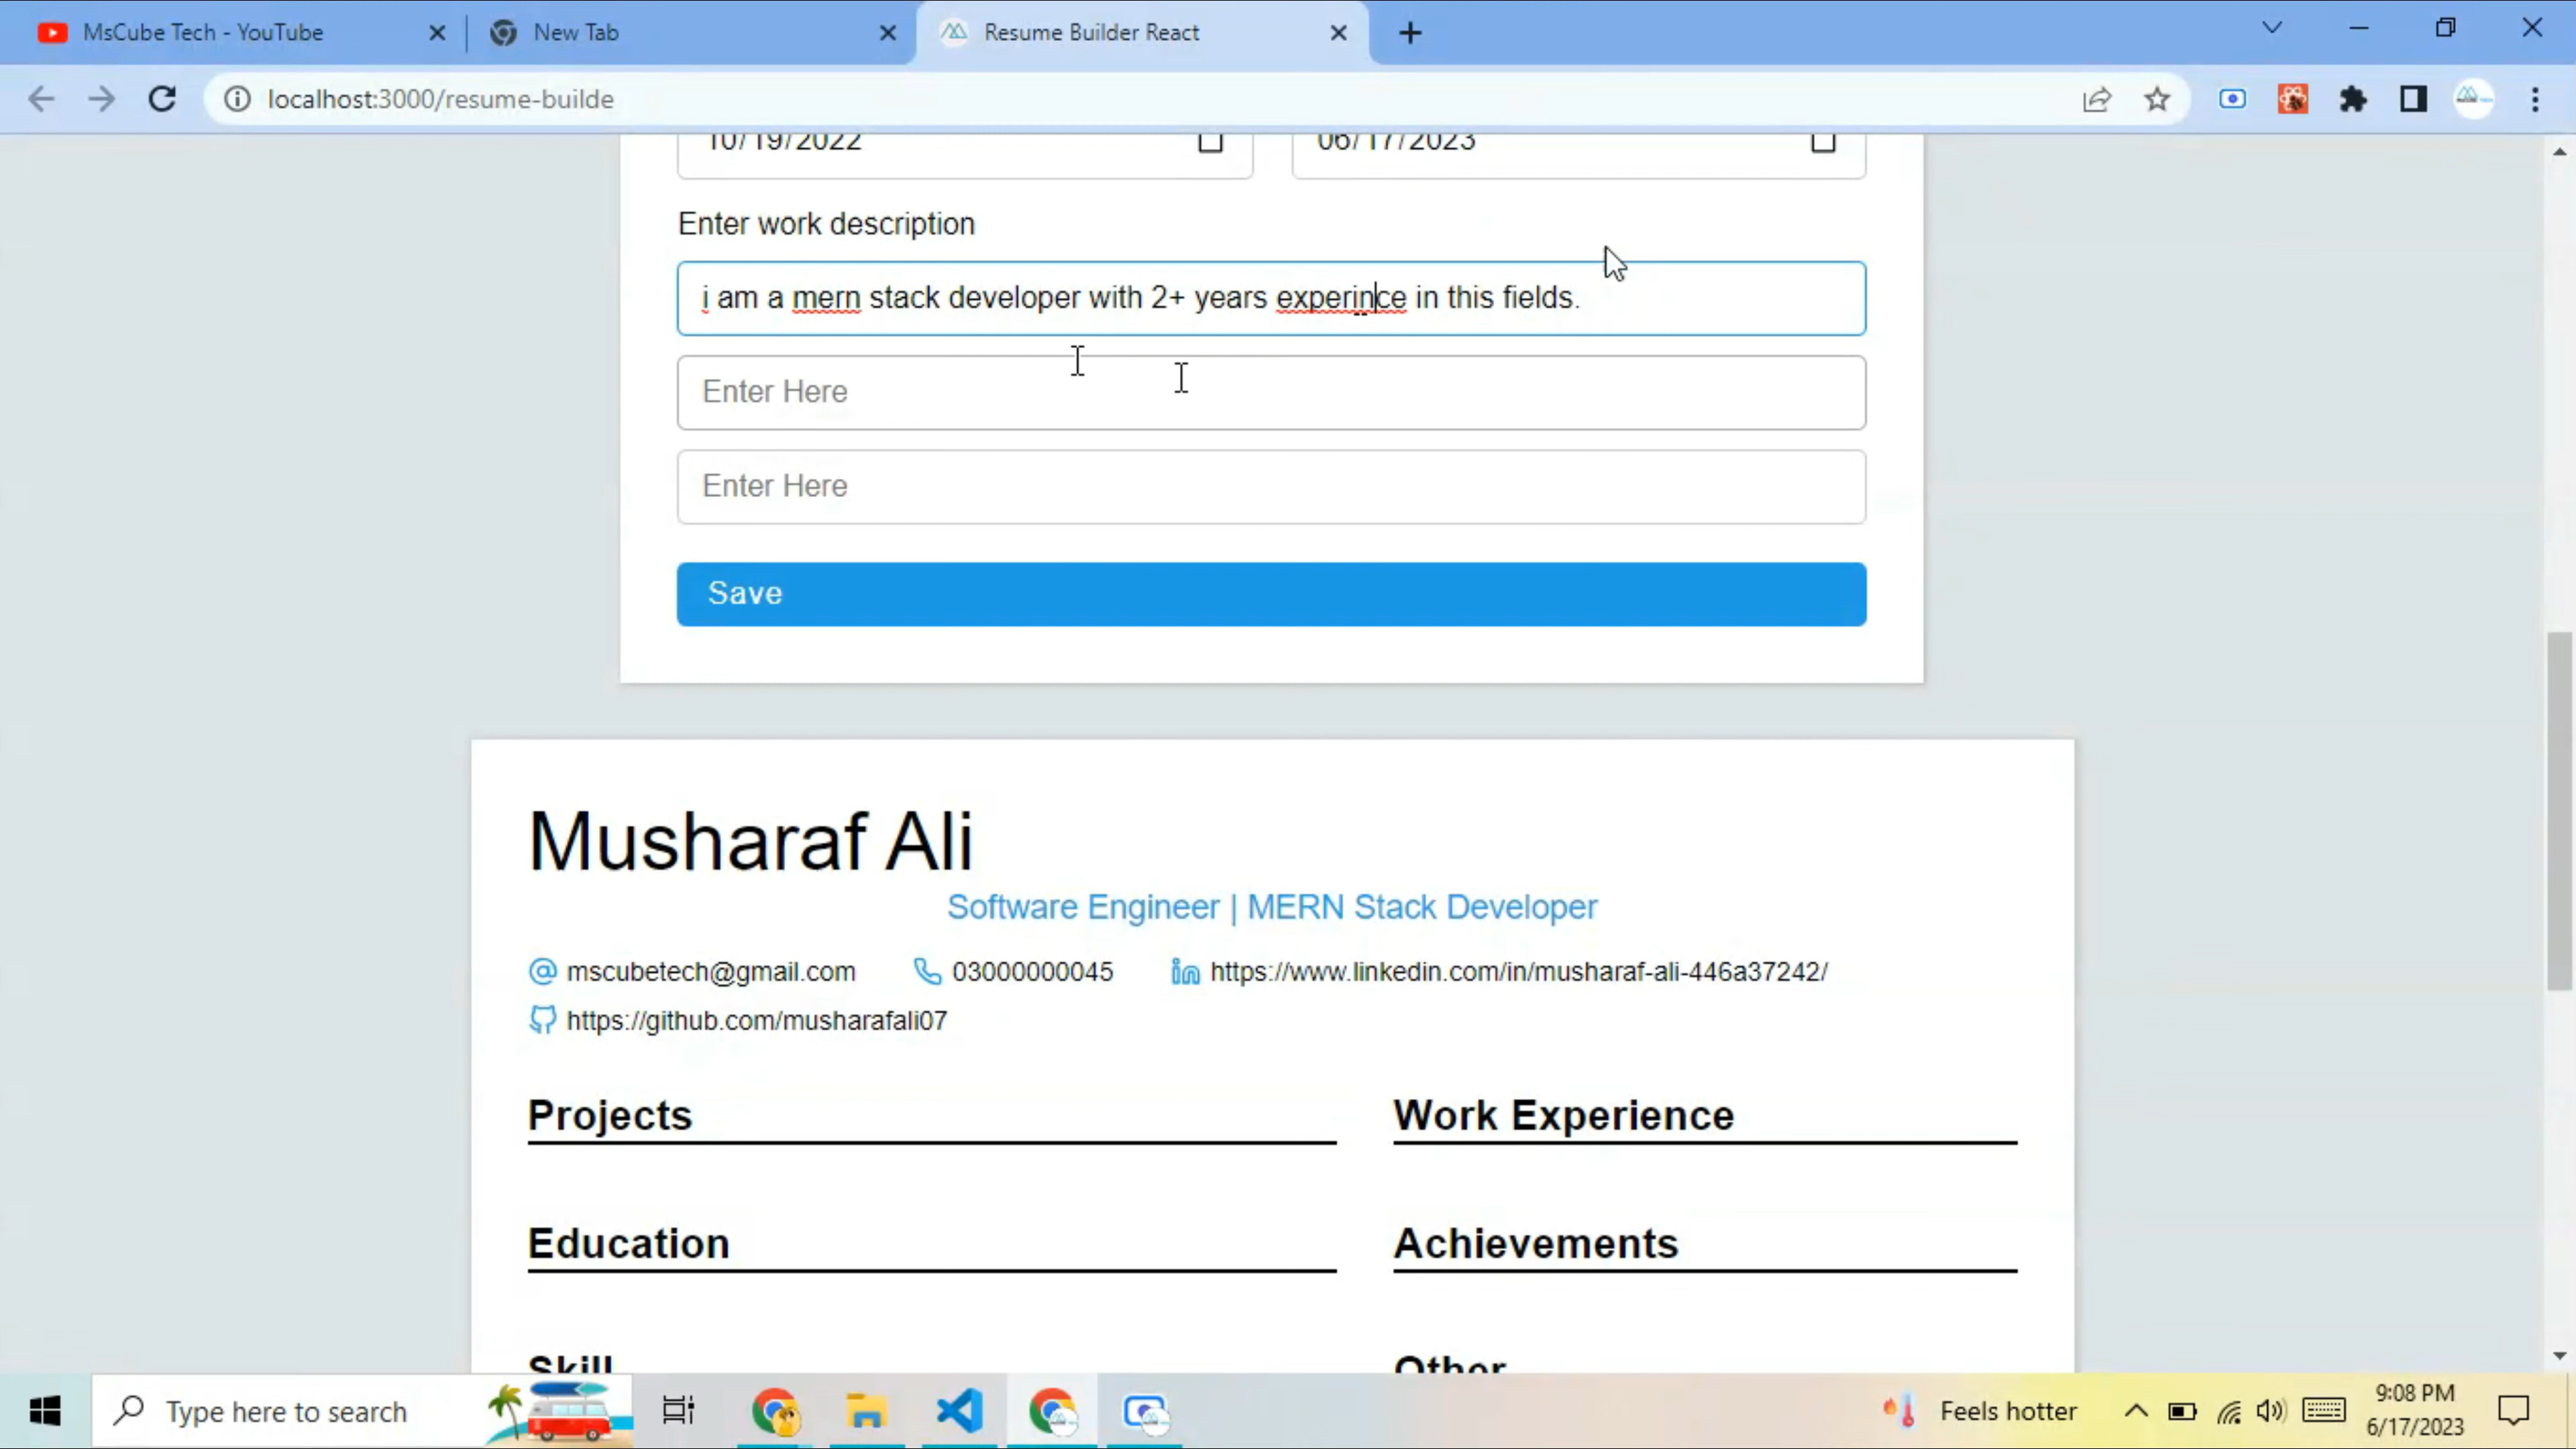 MsCube Tech - YouTube
New Tab
Resume Builder React
localhost:3000/resume-builde
10/19/2022
06/17/2023
Enter work description
i am a mern stack developer with 2+ years experince in this fields.
Enter Here
Enter Here
Save
Musharaf Ali
Software Engineer | MERN Stack Developer
mscubetech@gmail.com
03000000045
https://www.linkedin.com/in/musharaf-ali-446a37242/
https://github.com/musharafali07
Projects
Work Experience
Education
Achievements
Skill
Other
Type here to search
Feels hotter
9:08 PM
6/17/2023